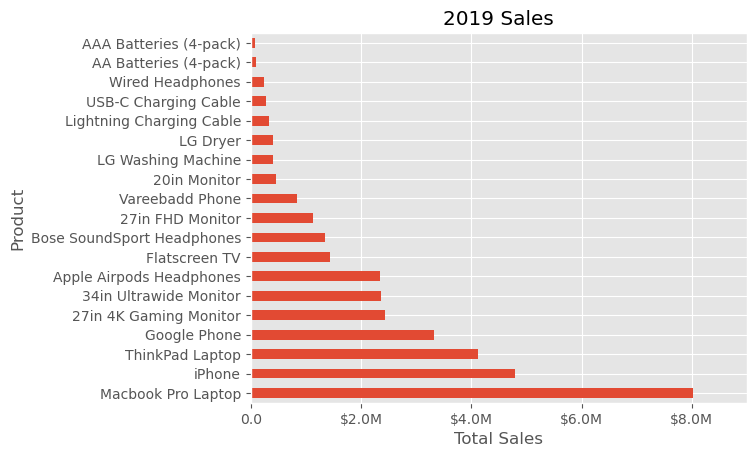 2019 Sales
Product
AAA Batteries (4-pack)
AA Batteries (4-pack)
Wired Headphones
USB-C Charging Cable
Lightning Charging Cable
LG Dryer
LG Washing Machine
20in Monitor
Vareebadd Phone
27in FHD Monitor
Bose SoundSport Headphones
Flatscreen TV
Apple Airpods Headphones
34in Ultrawide Monitor
27in 4K Gaming Monitor
Google Phone
ThinkPad Laptop
iPhone
Macbook Pro Laptop
0.0 $2.0M $4.0M $6.0M $8.0M
Total Sales